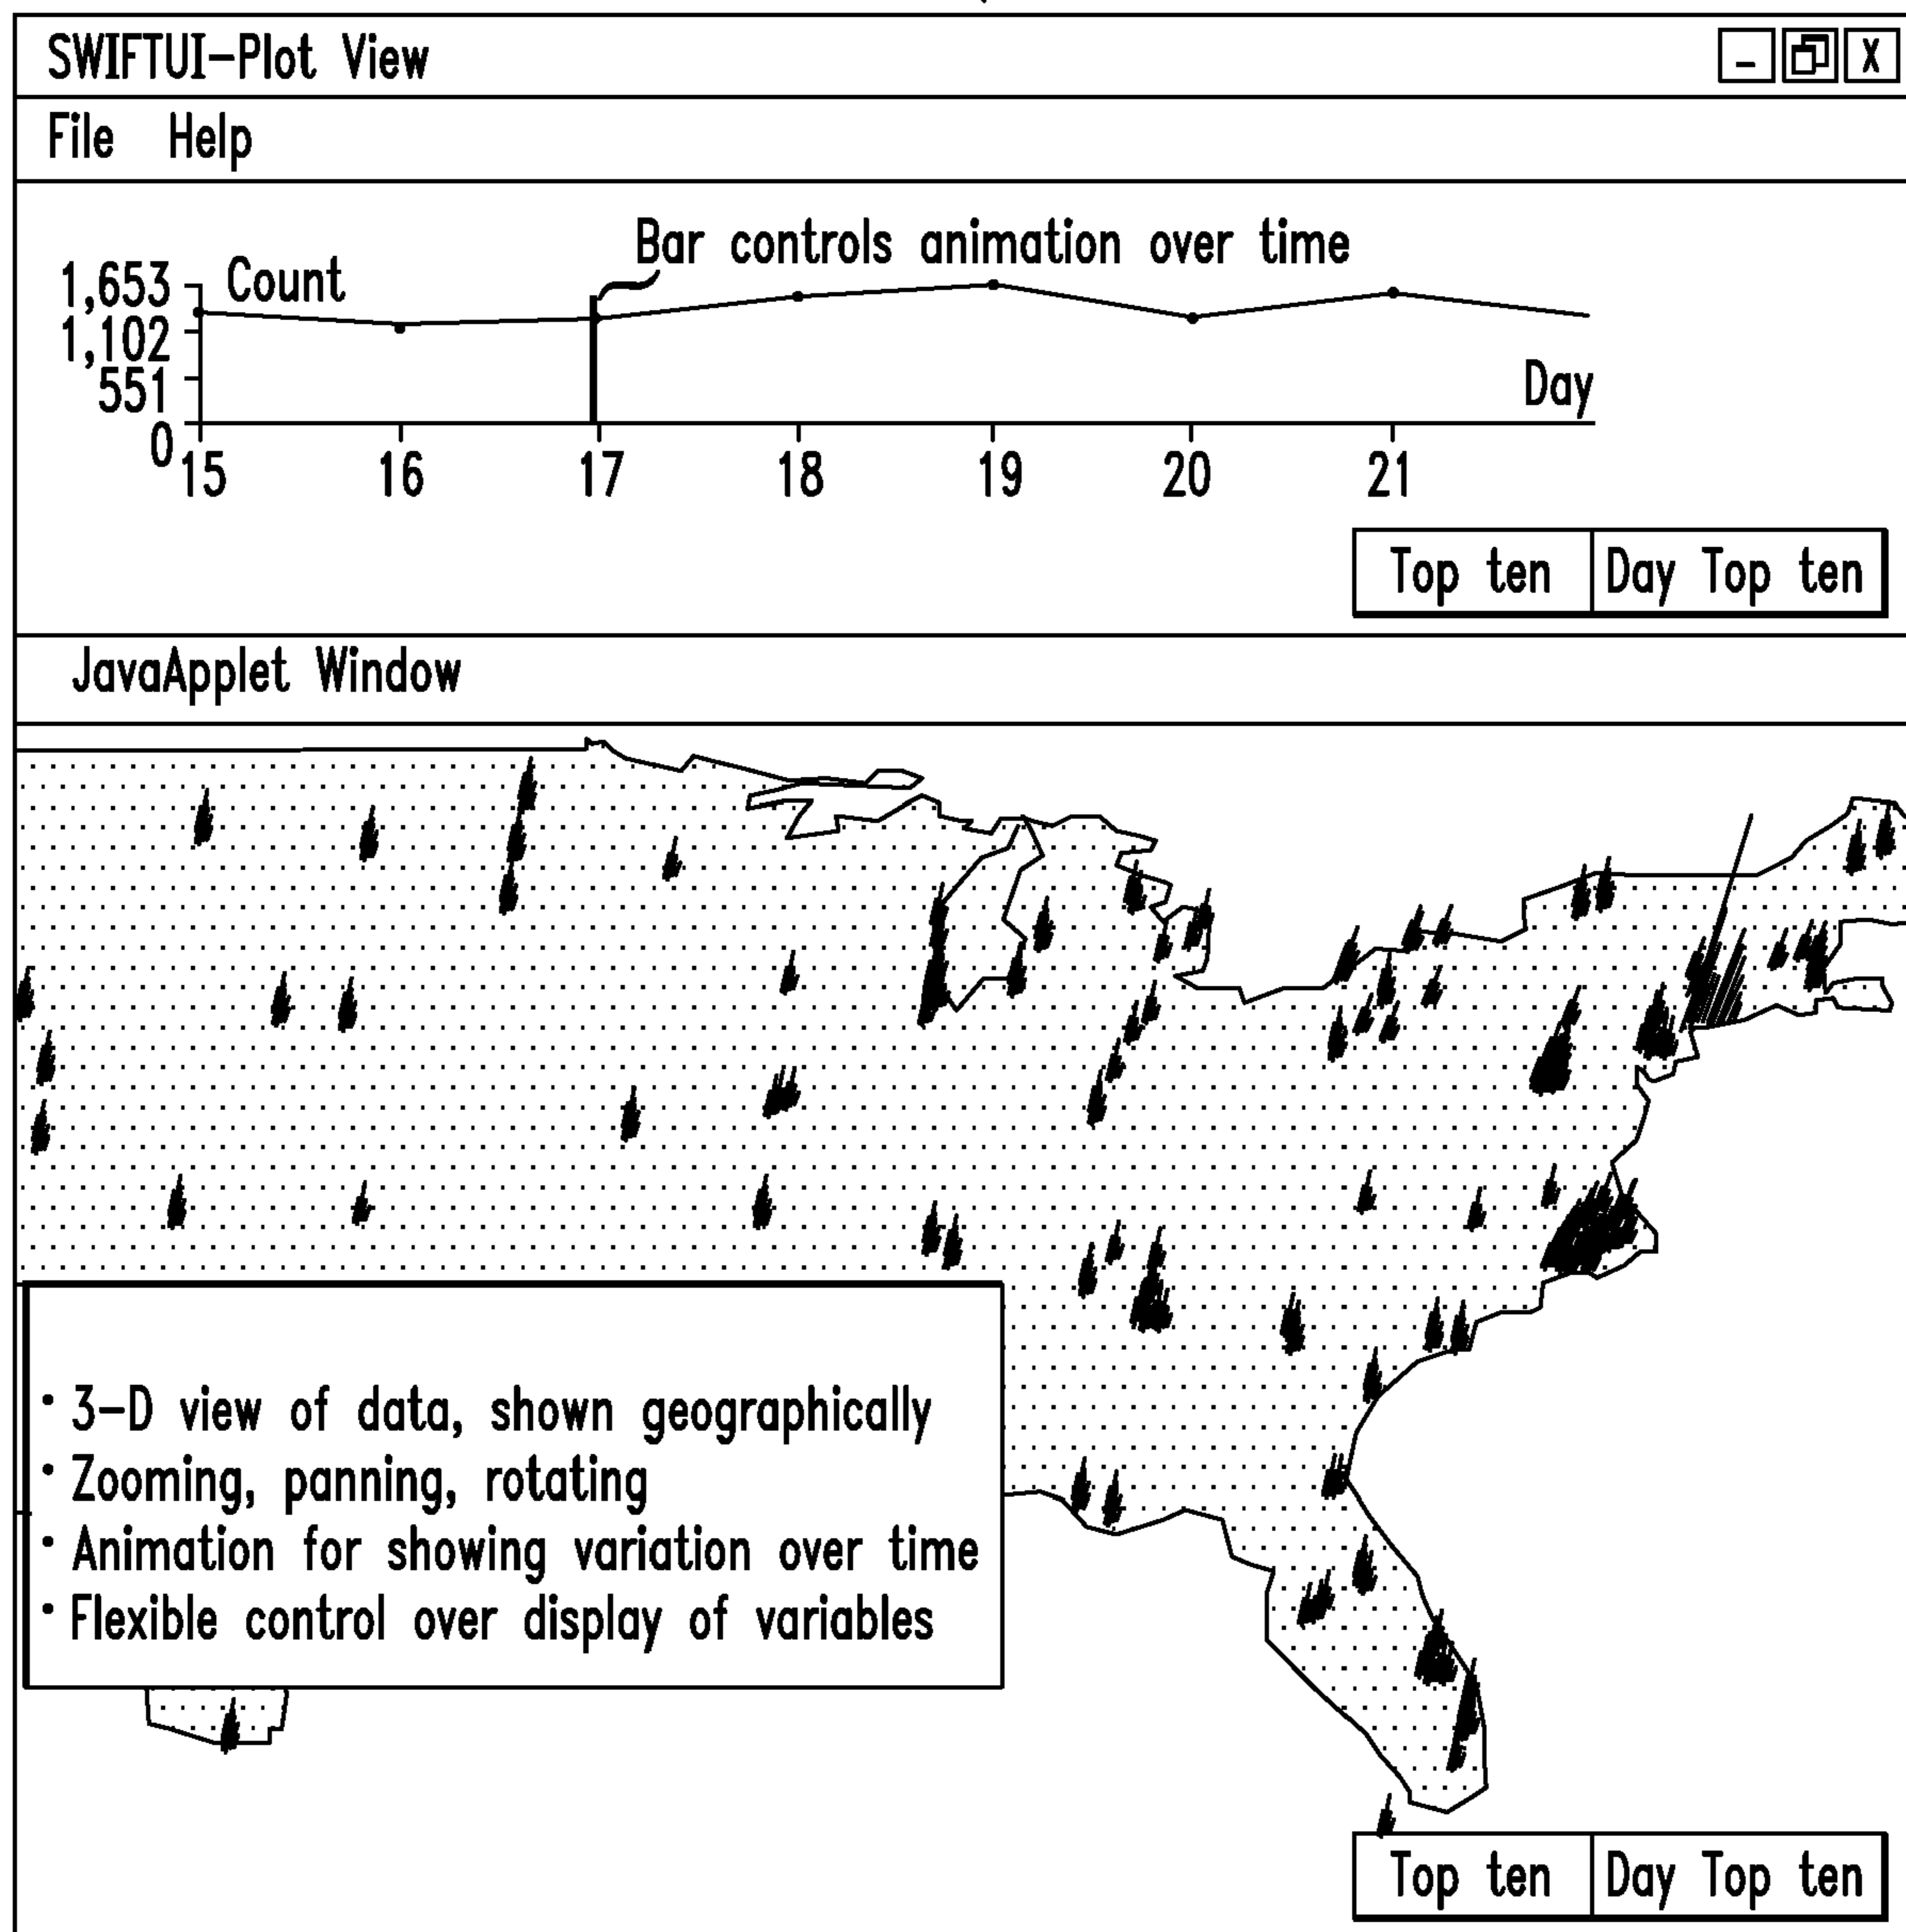 SWIFTUI-Plot View
– X
File Help
Bar controls animation over time
Count
1,653
1,102
551
0
Day
15 16 17 18 19 20 21
Top ten Day Top ten
JavaApplet Window
· 3-D view of data, shown geographically
· Zooming, panning, rotating
· Animation for showing variation over time
· Flexible control over display of variables
Top ten Day Top ten